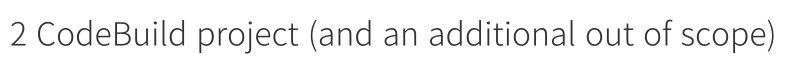 2 CodeBuild project (and an additional out of scope)